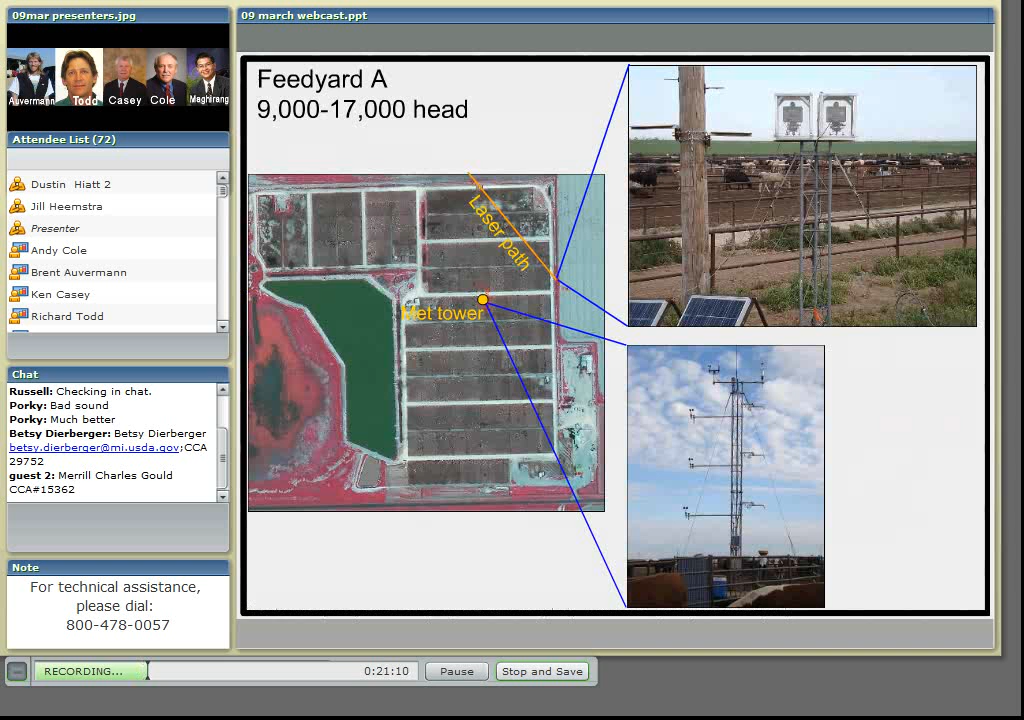 09mar presenters.jpg
Auvermann Todd Casey Cole Maghirang
Attendee List (72)
Dustin Hiatt 2
Jill Heemstra
Presenter
Andy Cole
Brent Auvermann
Ken Casey
Richard Todd
Chat
Russell: Checking in chat.
Porky: Bad sound
Porky: Much better
Betsy Dierberger: Betsy Dierberger
betsy.dierberger@mi.usda.gov;CCA
29752
guest 2: Merrill Charles Gould
CCA#15362
Note
For technical assistance,
please dial:
800-478-0057
09 march webcast.ppt
Feedyard A
9,000-17,000 head
Laser path
Met tower
RECORDING...
0:21:10
Pause
Stop and Save